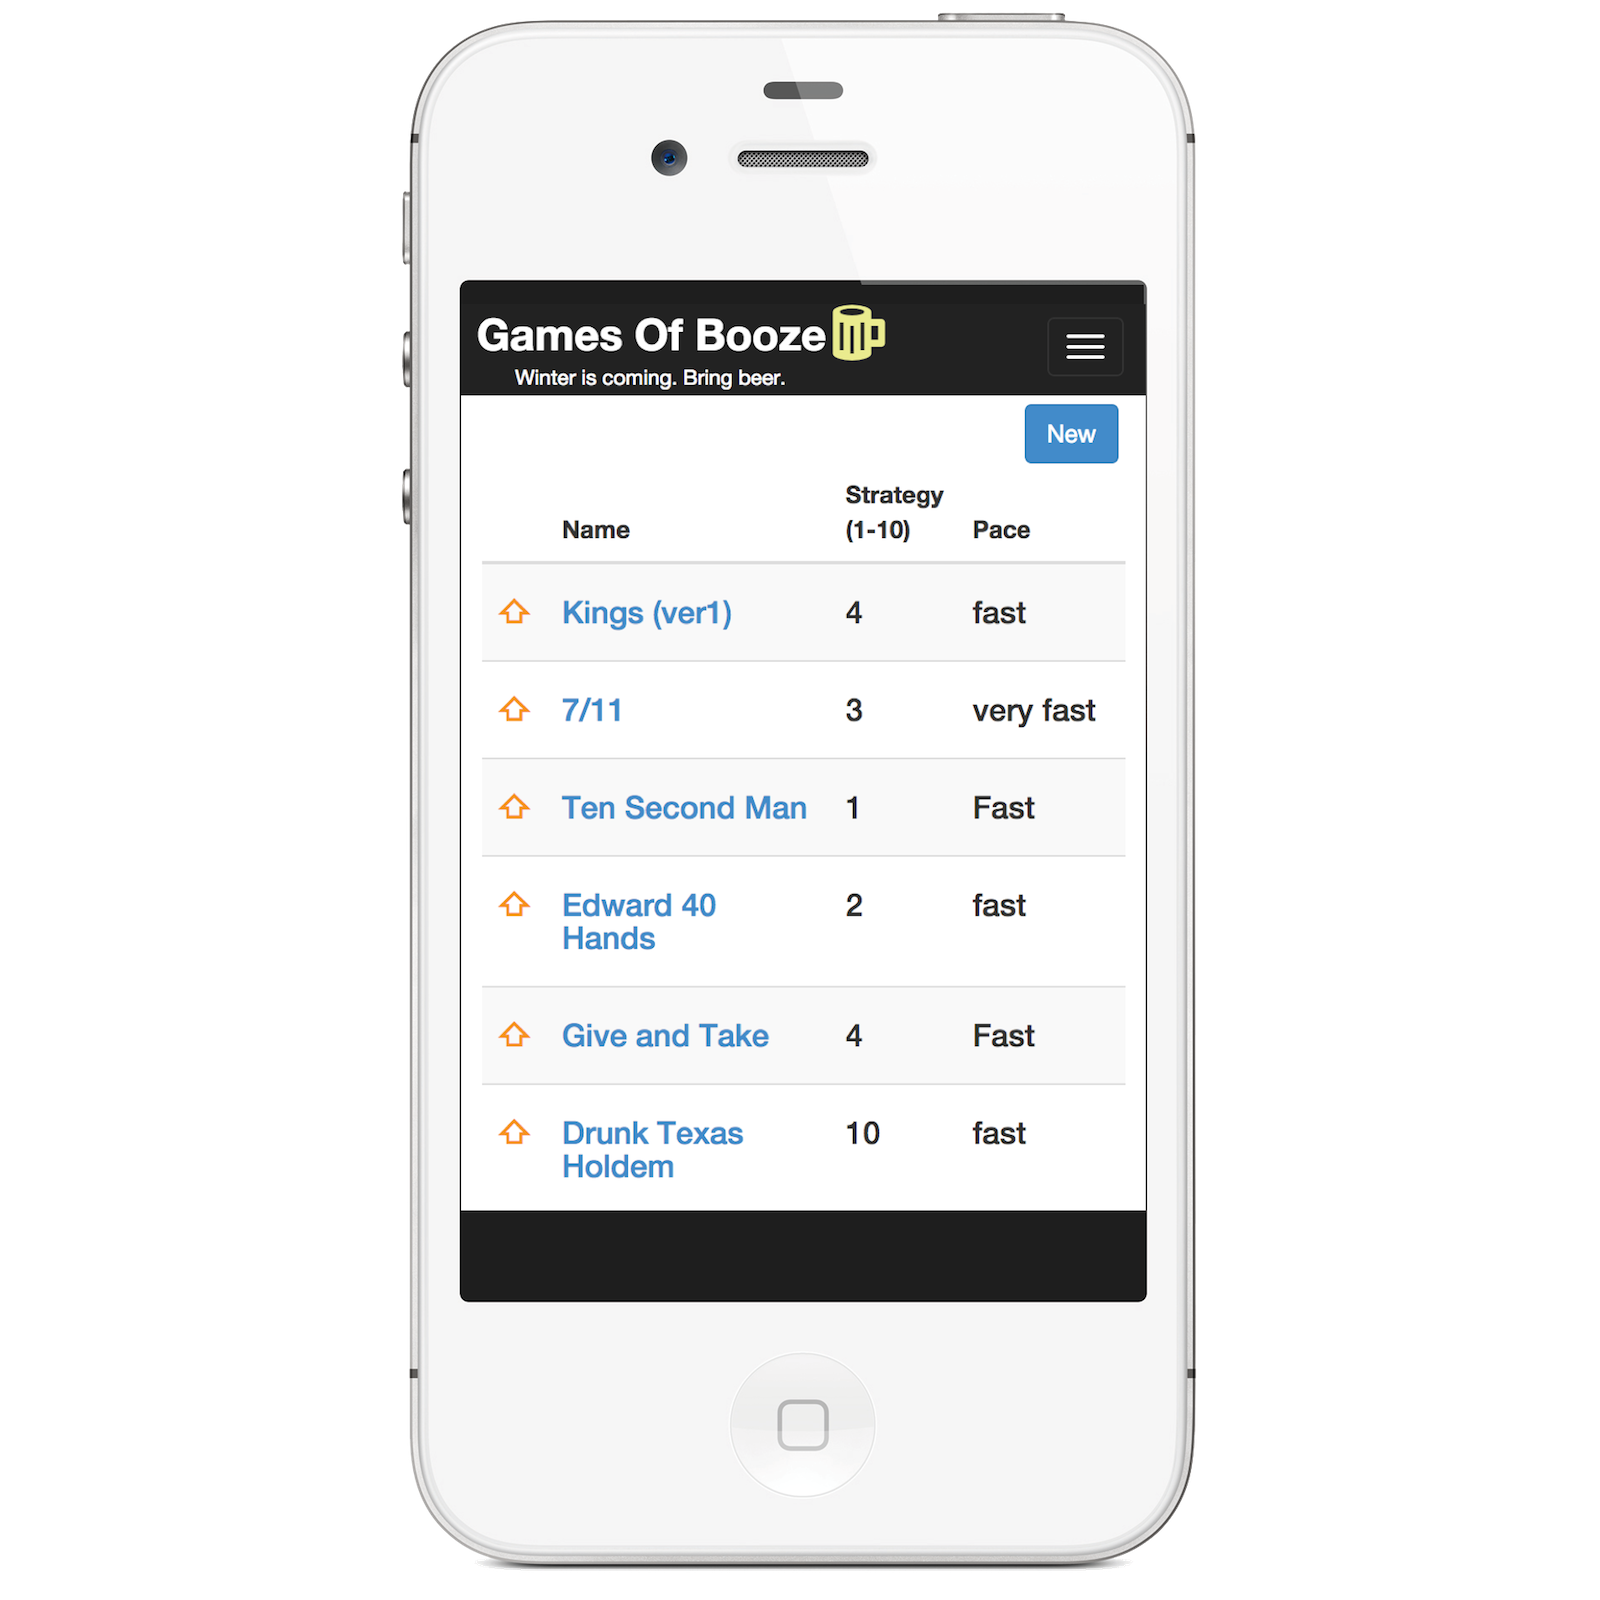 Games Of Booze
Winter is coming. Bring beer.
New
Name Strategy (1-10) Pace
Kings (ver1) 4 fast
7/11 3 very fast
Ten Second Man 1 Fast
Edward 40 Hands 2 fast
Give and Take 4 Fast
Drunk Texas Holdem 10 fast